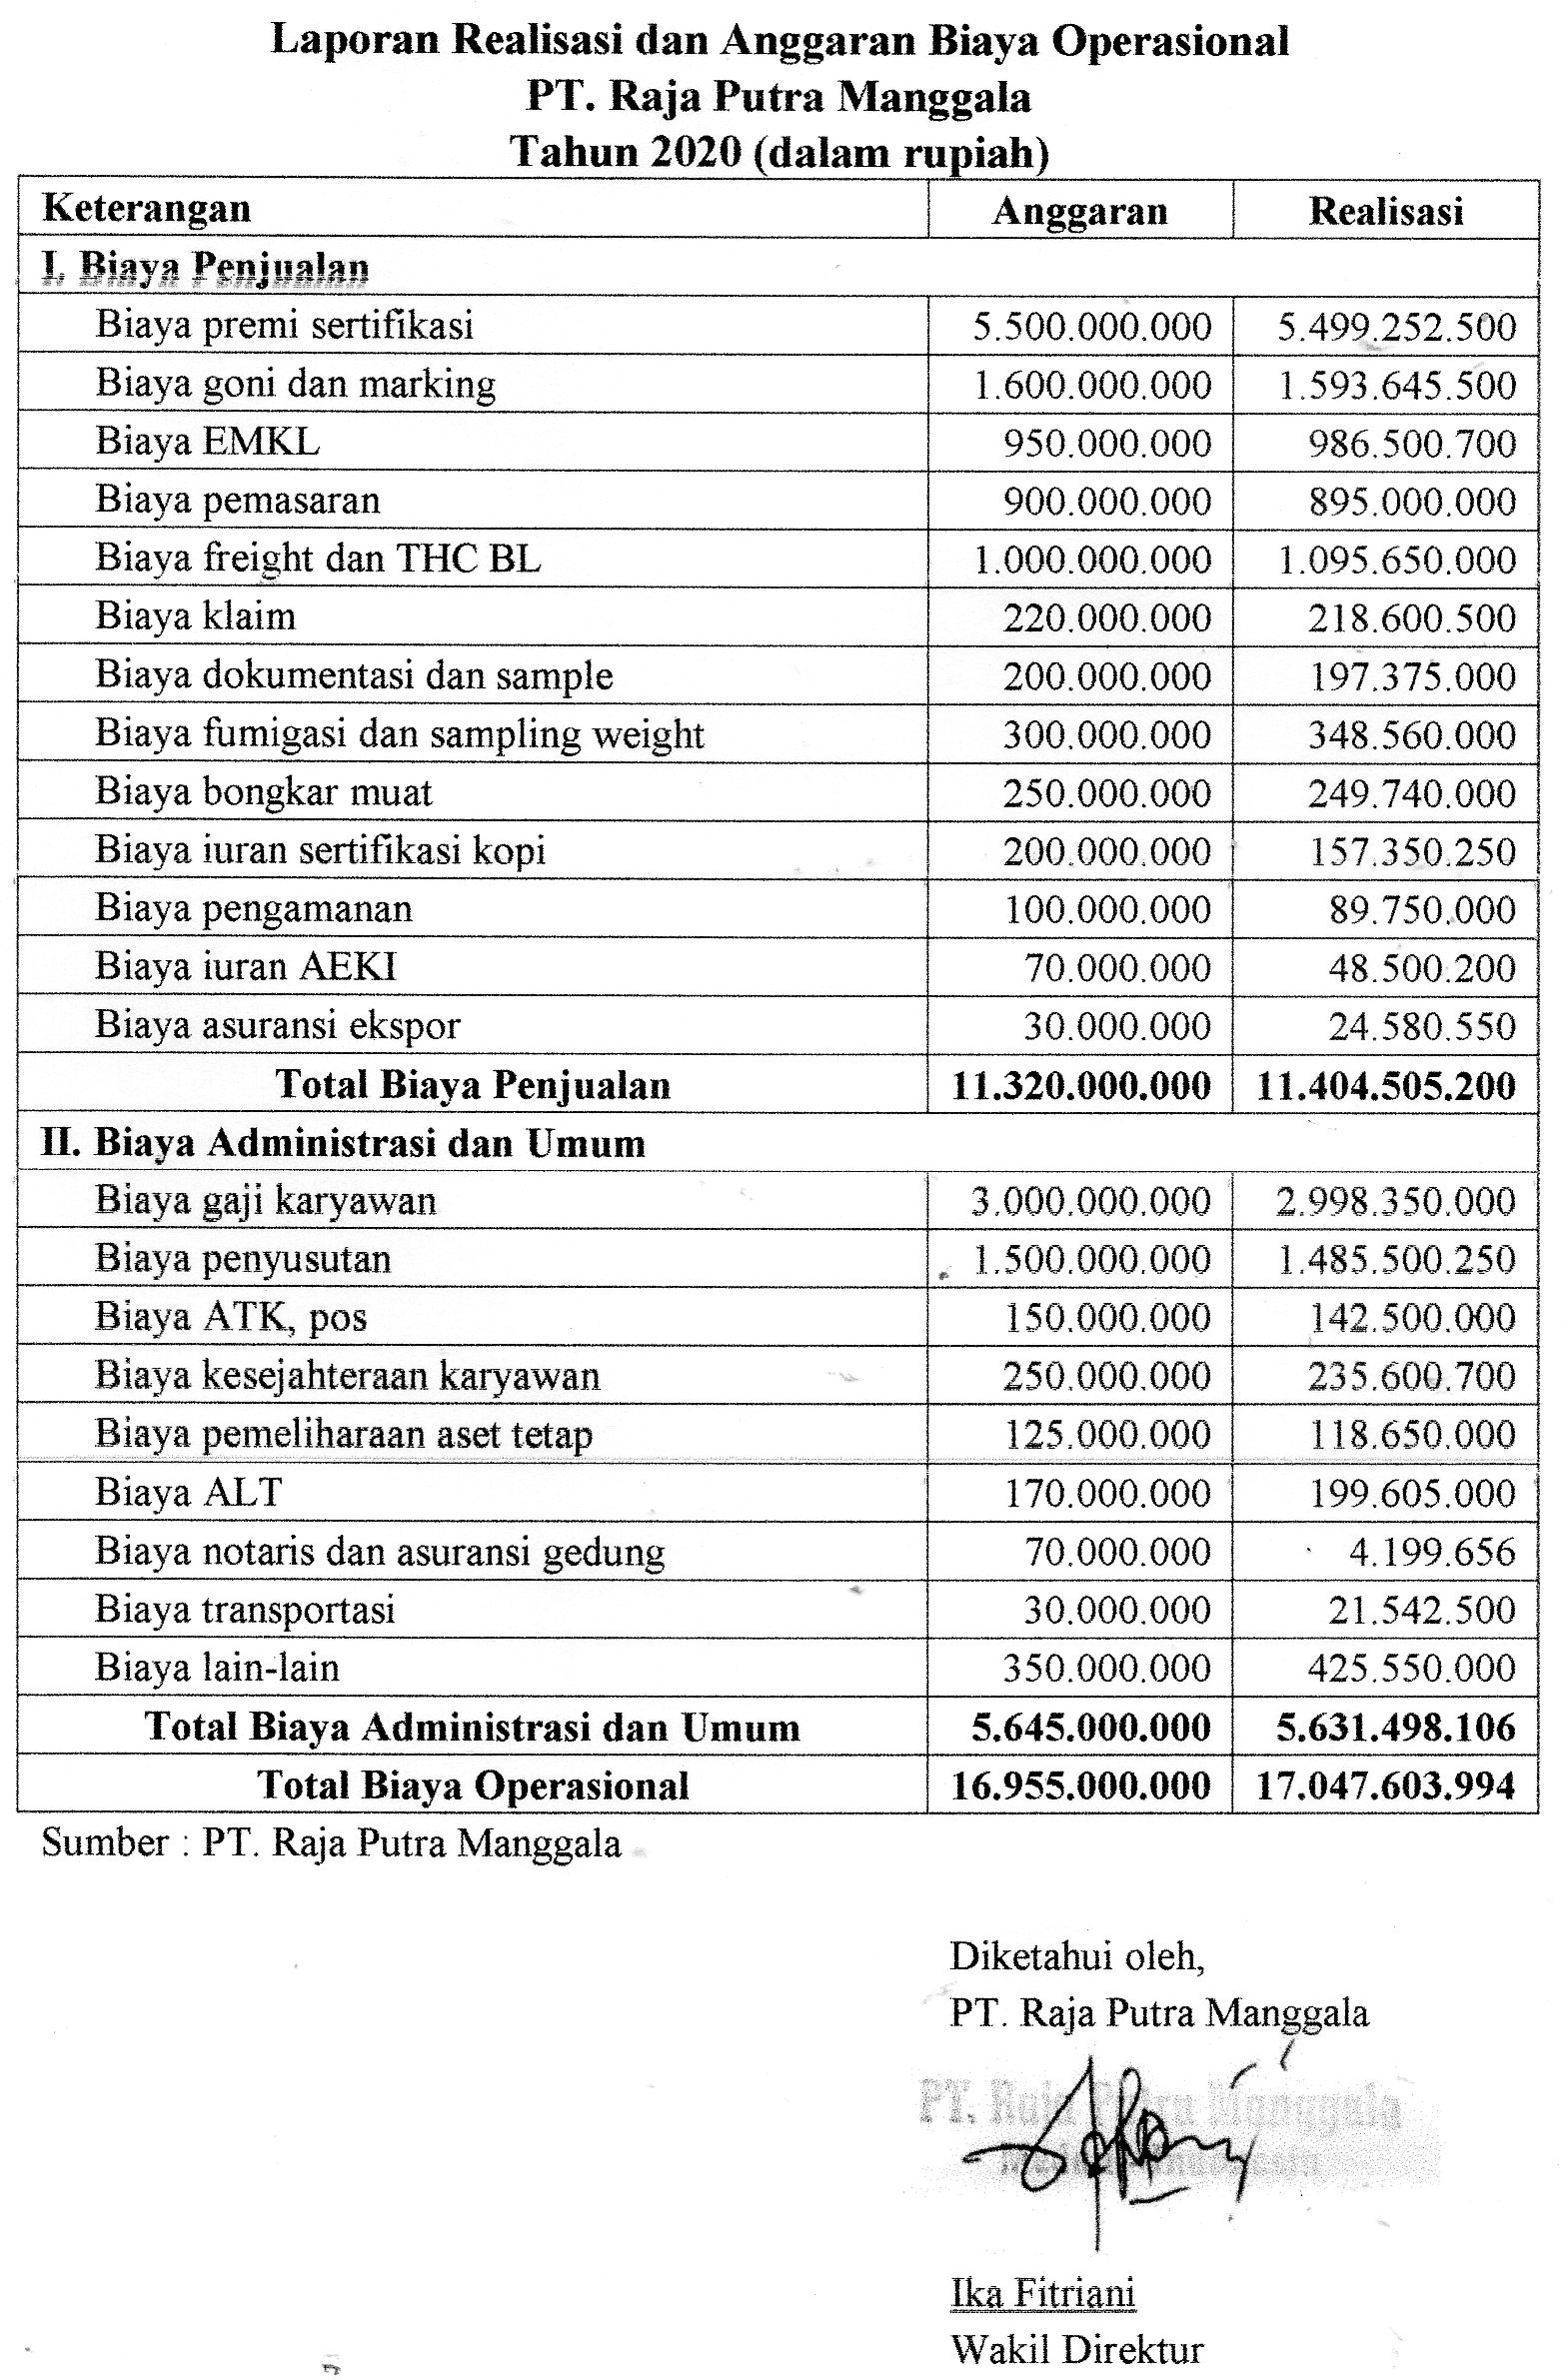 Laporan Realisasi dan Anggaran Biaya Operasional
PT. Raja Putra Manggala
Tahun 2020 (dalam rupiah)
Keterangan Anggaran Realisasi
I. Biaya Penjualan
Biaya premi sertifikasi 5.500.000.000 5.499.252.500
Biaya goni dan marking 1.600.000.000 1.593.645.500
Biaya EMKL 950.000.000 986.500.700
Biaya pemasaran 900.000.000 895.000.000
Biaya freight dan THC BL 1.000.000.000 1.095.650.000
Biaya klaim 220.000.000 218.600.500
Biaya dokumentasi dan sample 200.000.000 197.375.000
Biaya fumigasi dan sampling weight 300.000.000 348.560.000
Biaya bongkar muat 250.000.000 249.740.000
Biaya iuran sertifikasi kopi 200.000.000 157.350.250
Biaya pengamanan 100.000.000 89.750.000
Biaya iuran AEKI 70.000.000 48.500.200
Biaya asuransi ekspor 30.000.000 24.580.550
Total Biaya Penjualan 11.320.000.000 11.404.505.200
II. Biaya Administrasi dan Umum
Biaya gaji karyawan 3.000.000.000 2.998.350.000
Biaya penyusutan 1.500.000.000 1.485.500.250
Biaya ATK, pos 150.000.000 142.500.000
Biaya kesejahteraan karyawan 250.000.000 235.600.700
Biaya pemeliharaan aset tetap 125.000.000 118.650.000
Biaya ALT 170.000.000 199.605.000
Biaya notaris dan asuransi gedung 70.000.000 4.199.656
Biaya transportasi 30.000.000 21.542.500
Biaya lain-lain 350.000.000 425.550.000
Total Biaya Administrasi dan Umum 5.645.000.000 5.631.498.106
Total Biaya Operasional 16.955.000.000 17.047.603.994
Sumber : PT. Raja Putra Manggala
Diketahui oleh,
PT. Raja Putra Manggala
PT. Raja Putra Manggala
Ika Fitriani
Wakil Direktur